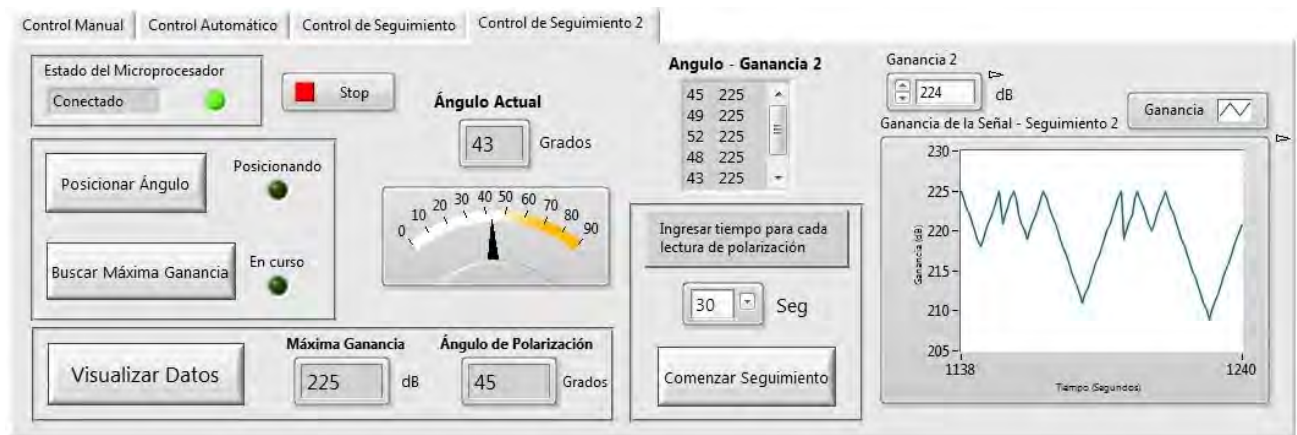 Control Manual
Control Automático
Control de Seguimiento
Control de Seguimiento 2
Estado del Microprocesador
Conectado
Stop
Posicionar Ángulo
Posicionando
Buscar Máxima Ganancia
En curso
Ángulo Actual
43 Grados
0 10 20 30 40 50 60 70 80 90
Visualizar Datos
Máxima Ganancia
225 dB
Ángulo de Polarización
45 Grados
Angulo - Ganancia 2
45 225
49 225
52 225
48 225
43 225
Ingresar tiempo para cada
lectura de polarización
30 Seg
Comenzar Seguimiento
Ganancia 2
224 dB
Ganancia
Ganancia de la Señal - Seguimiento 2
230
225
220
215
210
205
Ganancia (dB)
1138 1240
Tiempo (Segundos)